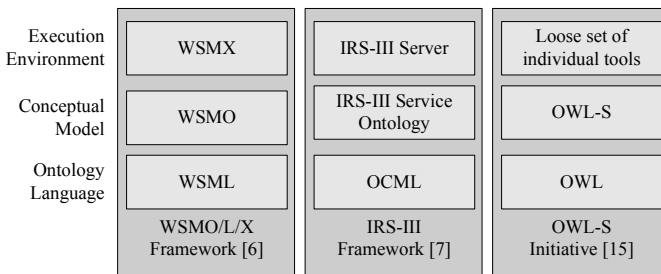 Execution
Environment
WSMX
IRS-III Server
Loose set of
individual tools
Conceptual
Model
WSMO
IRS-III Service
Ontology
OWL-S
Ontology
Language
WSML
OCML
OWL
WSMO/L/X
Framework [6]
IRS-III
Framework [7]
OWL-S
Initiative [15]